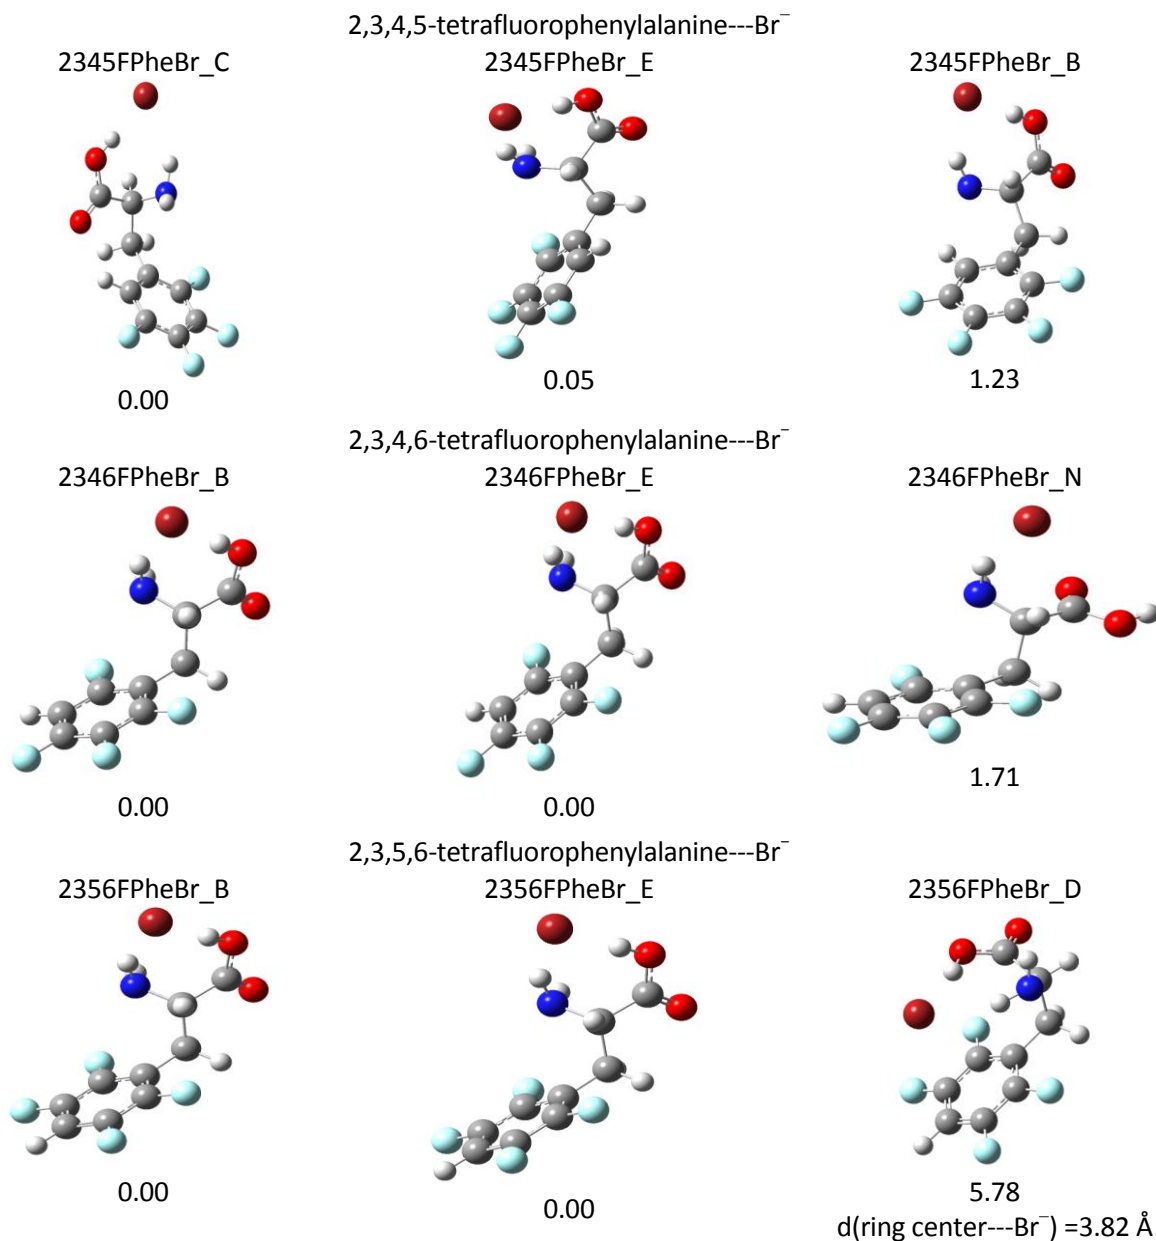 2,3,4,5-tetrafluorophenylalanine---Br⁻
2345FPheBr_C 2345FPheBr_E 2345FPheBr_B
0.00 0.05 1.23
2,3,4,6-tetrafluorophenylalanine---Br⁻
2346FPheBr_B 2346FPheBr_E 2346FPheBr_N
0.00 0.00 1.71
2,3,5,6-tetrafluorophenylalanine---Br⁻
2356FPheBr_B 2356FPheBr_E 2356FPheBr_D
0.00 0.00 5.78
d(ring center---Br⁻) =3.82 Å